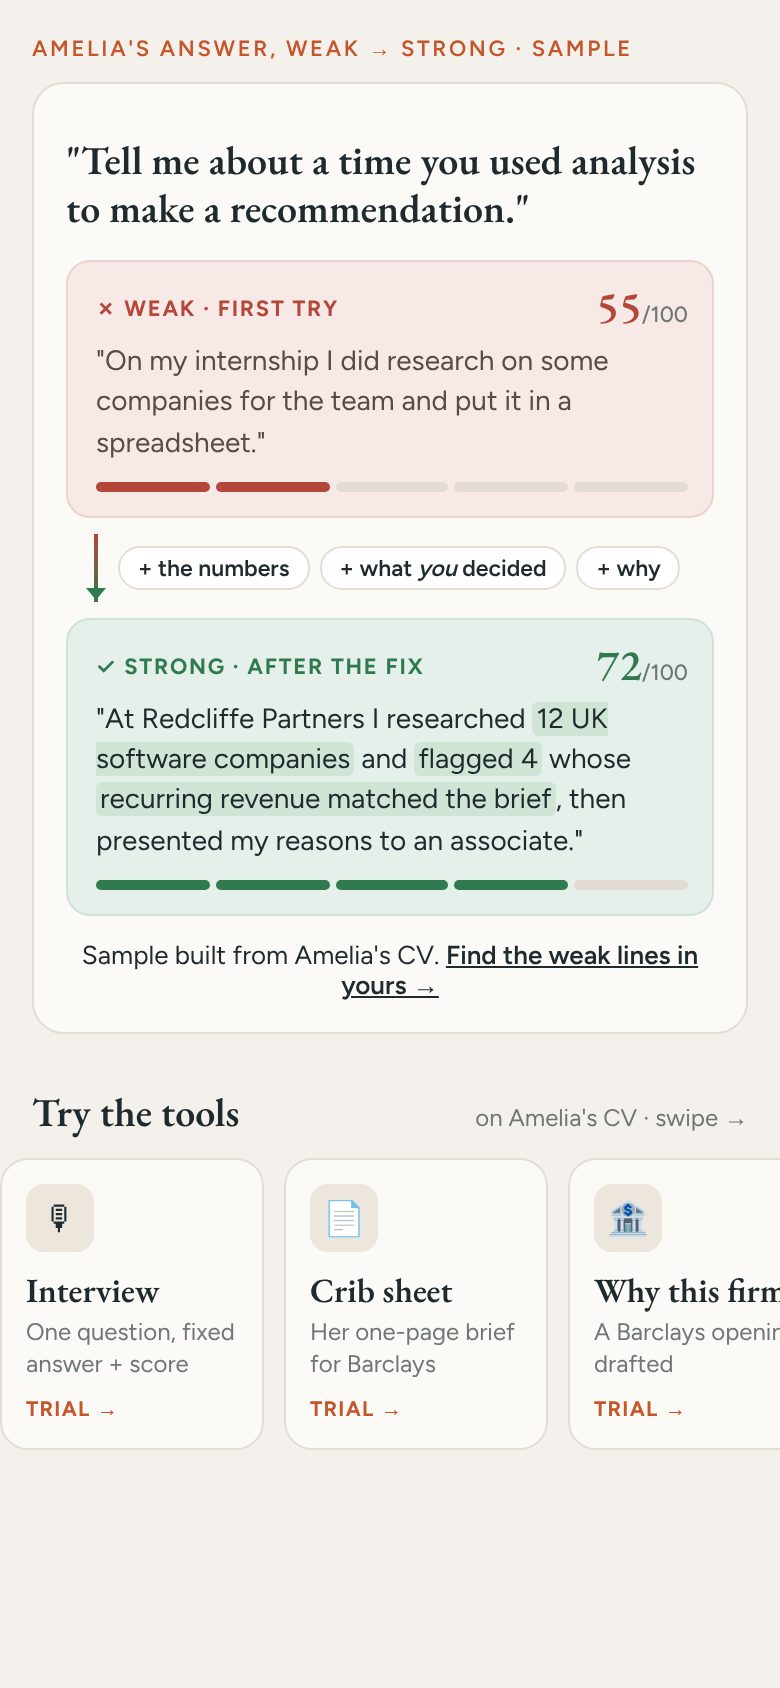 AMELIA'S ANSWER, WEAK → STRONG · SAMPLE
"Tell me about a time you used analysis
to make a recommendation."
× WEAK · FIRST TRY 55/100
"On my internship I did research on some
companies for the team and put it in a
spreadsheet."
+ the numbers + what you decided + why
✓ STRONG · AFTER THE FIX 72/100
"At Redcliffe Partners I researched 12 UK
software companies and flagged 4 whose
recurring revenue matched the brief, then
presented my reasons to an associate."
Sample built from Amelia's CV. Find the weak lines in
yours →
Try the tools on Amelia's CV · swipe →
Interview
One question, fixed
answer + score
TRIAL →
Crib sheet
Her one-page brief
for Barclays
TRIAL →
Why this firm
A Barclays openin
drafted
TRIAL →